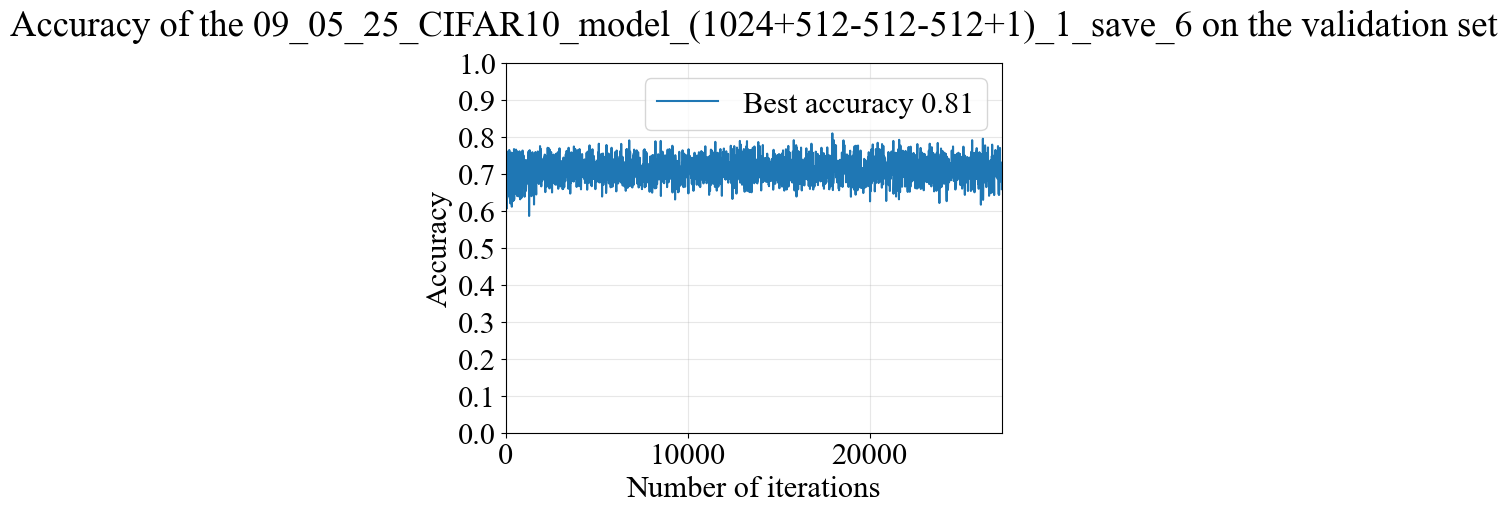 Accuracy of the 09_05_25_CIFAR10_model_(1024+512-512-512+1)_1_save_6 on the validation set
Best accuracy 0.81
Accuracy
1.0
0.9
0.8
0.7
0.6
0.5
0.4
0.3
0.2
0.1
0.0
0 10000 20000
Number of iterations